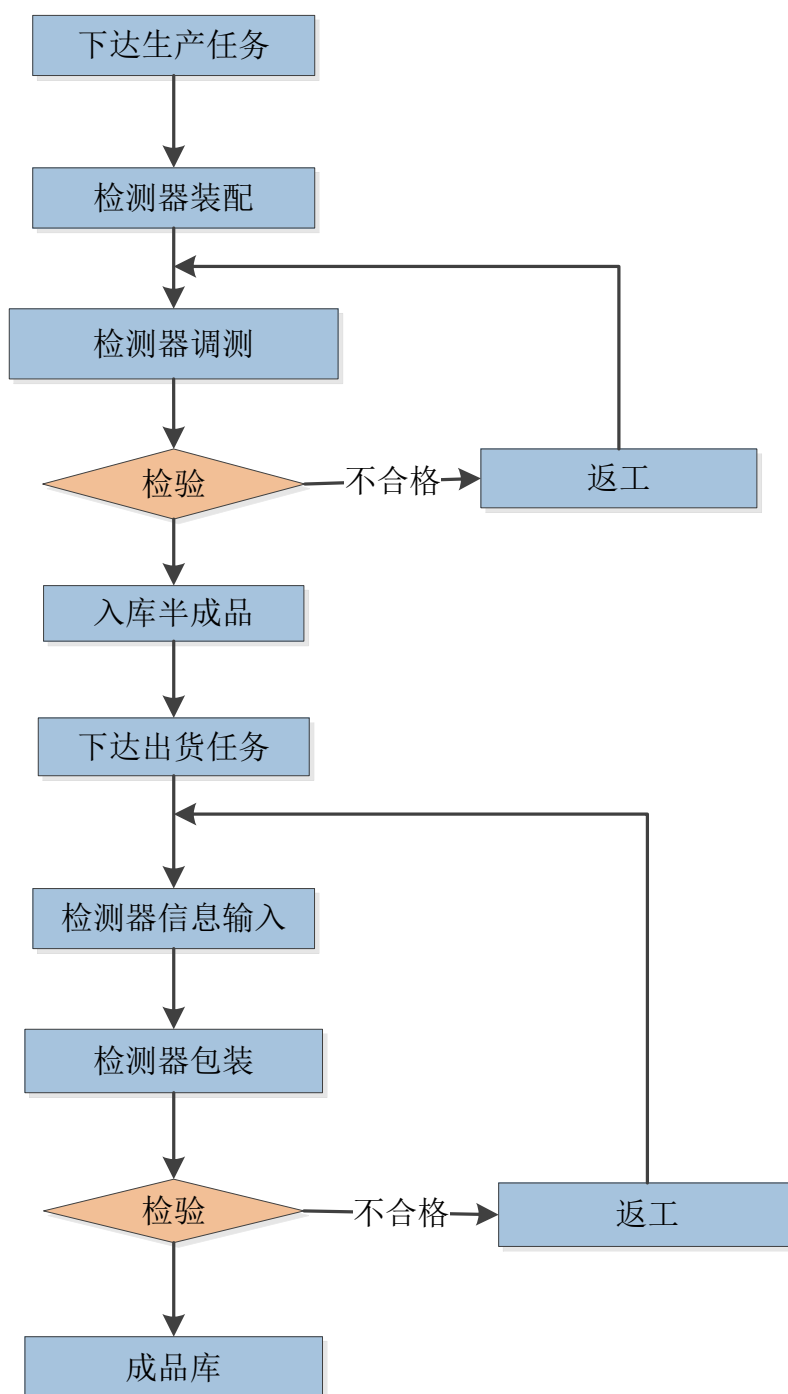 下达生产任务
检测器装配
检测器调测
检验
不合格
返工
入库半成品
下达出货任务
检测器信息输入
检测器包装
检验
不合格
返工
成品库